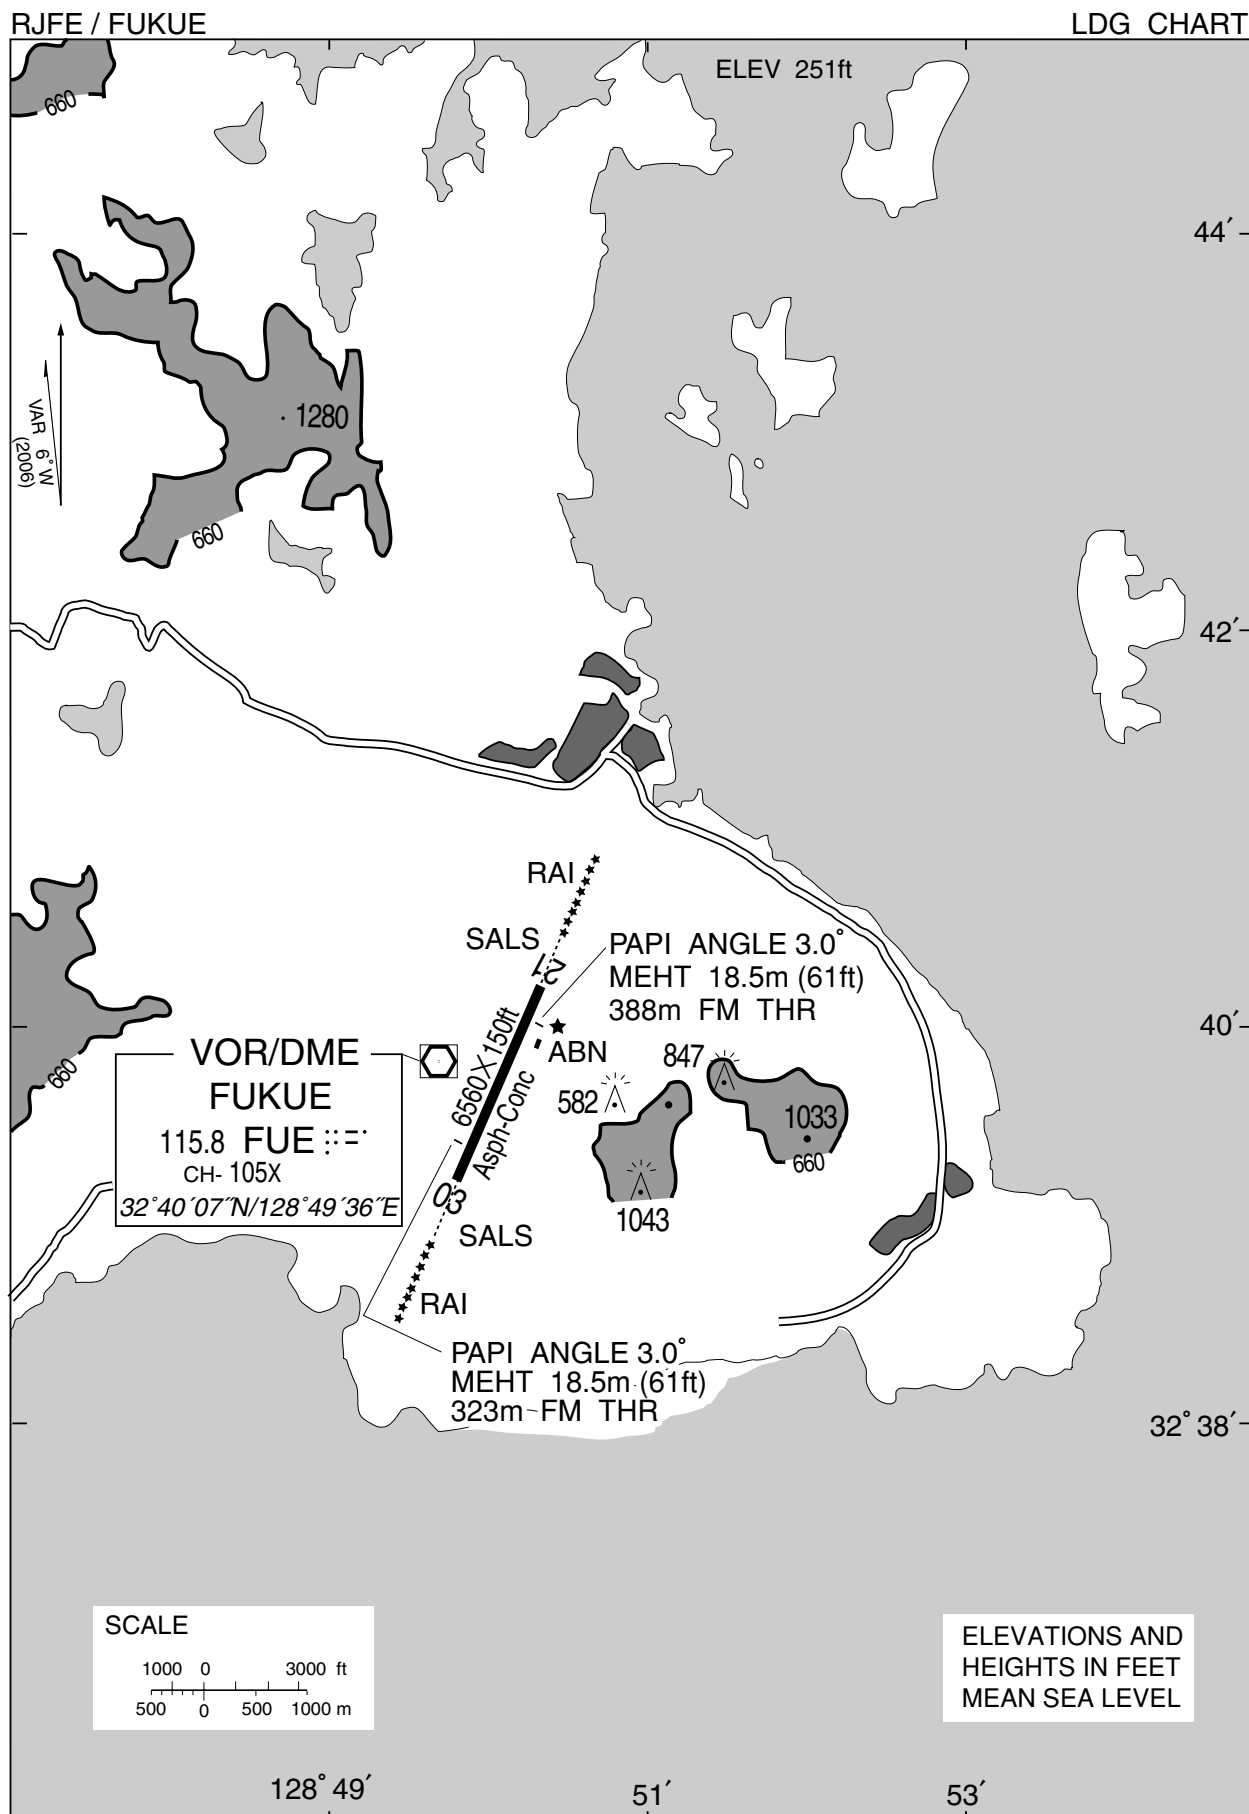 RJFE / FUKUE
LDG CHART
ELEV 251ft
660
44′
VAR 6°W
(2006)
1280
660
42′
RAI
SALS
21
PAPI ANGLE 3.0°
MEHT 18.5m (61ft)
388m FM THR
40′
6560X150ft
Asph-Conc
ABN
847
582
1033
660
1043
660
VOR/DME
FUKUE
115.8 FUE
CH- 105X
32°40′07″N/128°49′36″E
03
SALS
RAI
PAPI ANGLE 3.0°
MEHT 18.5m (61ft)
323m FM THR
32°38′
SCALE
1000 0 3000 ft
500 0 500 1000 m
ELEVATIONS AND
HEIGHTS IN FEET
MEAN SEA LEVEL
128°49′
51′
53′